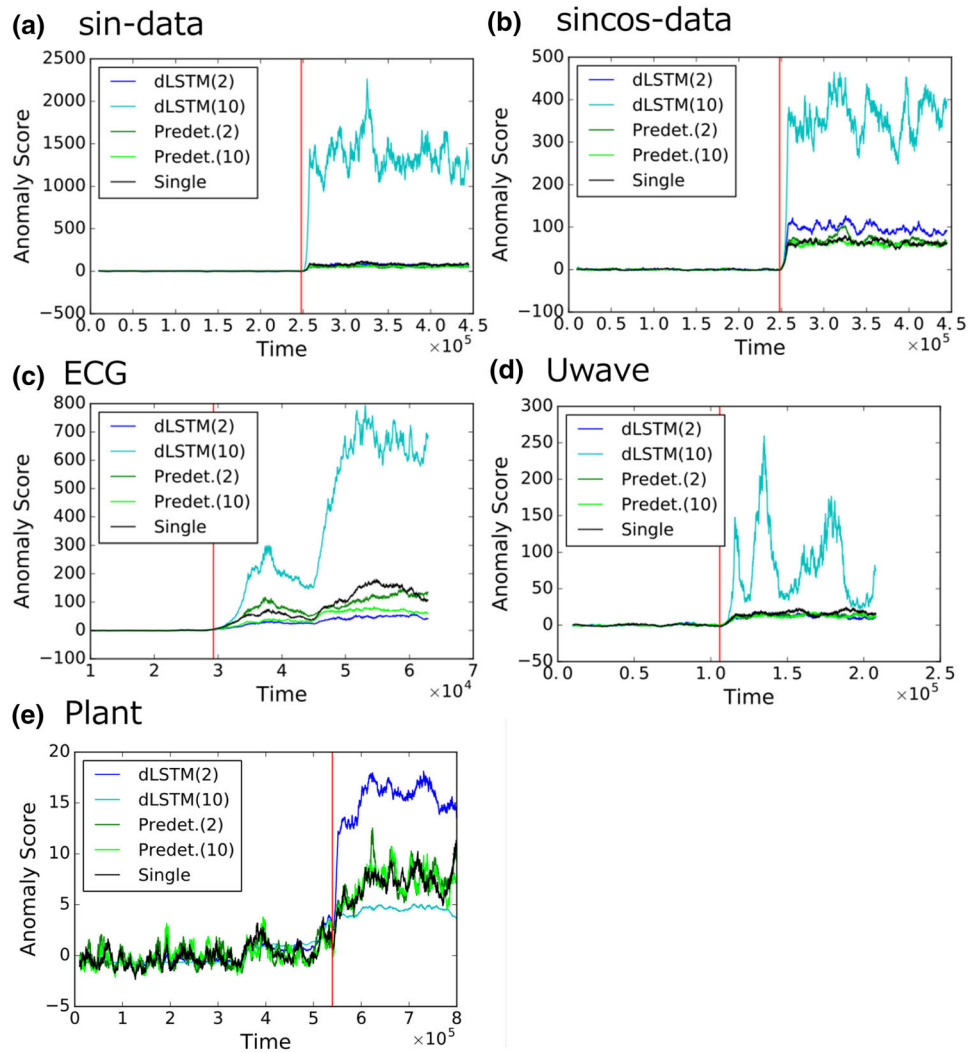 (a) sin-data
2500
2000
1500
1000
500
0
−500
Anomaly Score
dLSTM(2)
dLSTM(10)
Predet.(2)
Predet.(10)
Single
0.0 0.5 1.0 1.5 2.0 2.5 3.0 3.5 4.0 4.5
Time
×10^5
(b) sincos-data
500
400
300
200
100
0
−100
Anomaly Score
dLSTM(2)
dLSTM(10)
Predet.(2)
Predet.(10)
Single
0.0 0.5 1.0 1.5 2.0 2.5 3.0 3.5 4.0 4.5
Time
×10^5
(c) ECG
800
700
600
500
400
300
200
100
0
−100
Anomaly Score
dLSTM(2)
dLSTM(10)
Predet.(2)
Predet.(10)
Single
1 2 3 4 5 6 7
Time
×10^4
(d) Uwave
300
250
200
150
100
50
0
−50
Anomaly Score
dLSTM(2)
dLSTM(10)
Predet.(2)
Predet.(10)
Single
0.0 0.5 1.0 1.5 2.0 2.5
Time
×10^5
(e) Plant
20
15
10
5
0
−5
Anomaly Score
dLSTM(2)
dLSTM(10)
Predet.(2)
Predet.(10)
Single
0 1 2 3 4 5 6 7 8
Time
×10^5